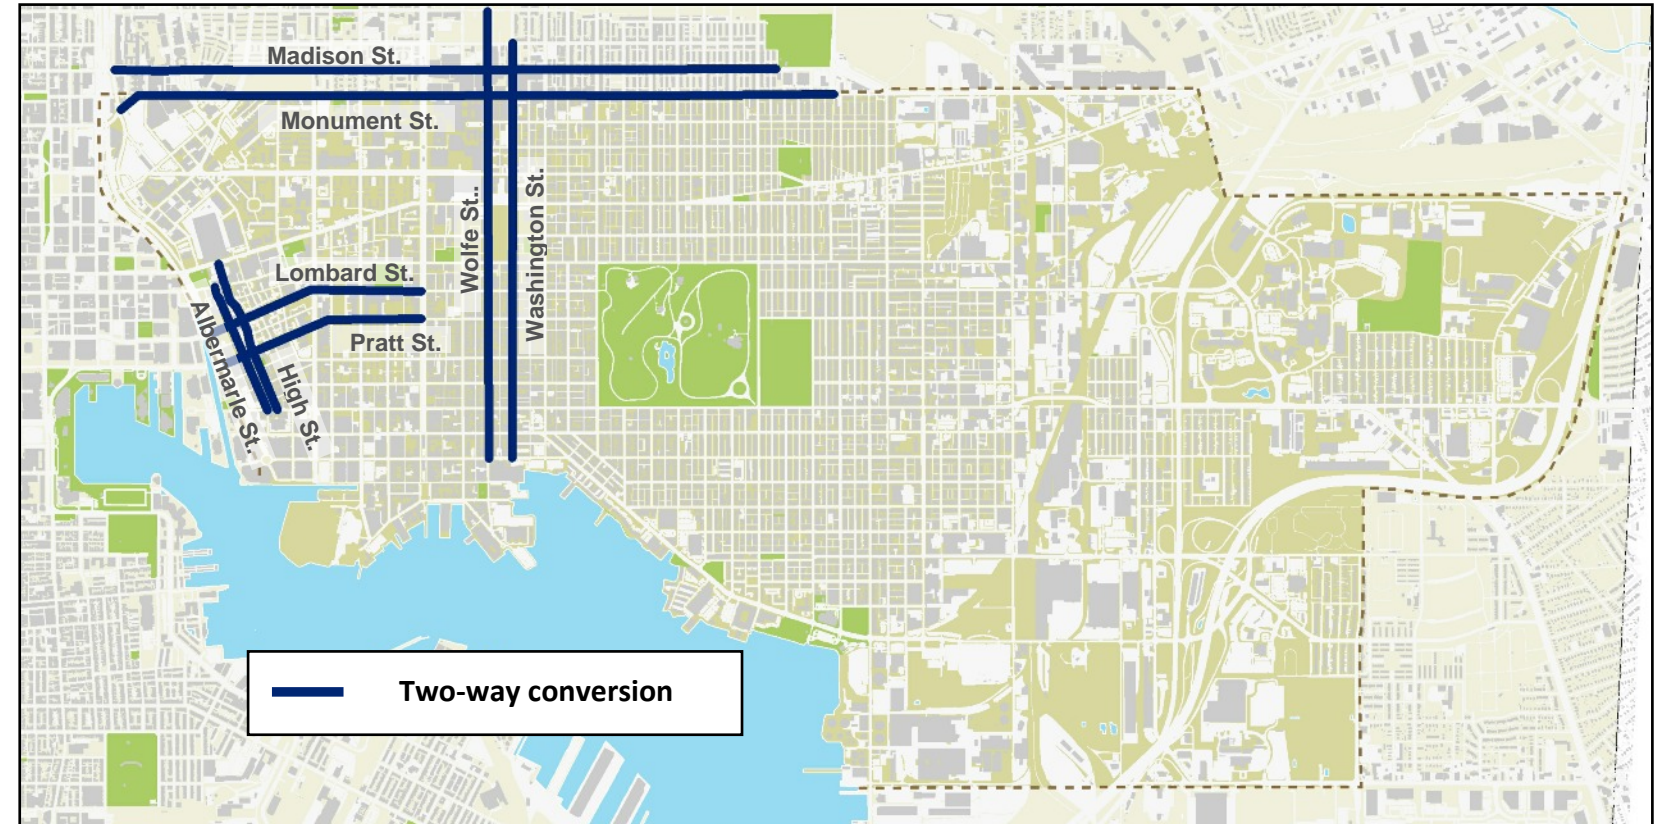 Madison St.
Monument St.
Wolfe St..
Washington St.
Lombard St.
Pratt St.
Albermarle St.
High St.
Two-way conversion